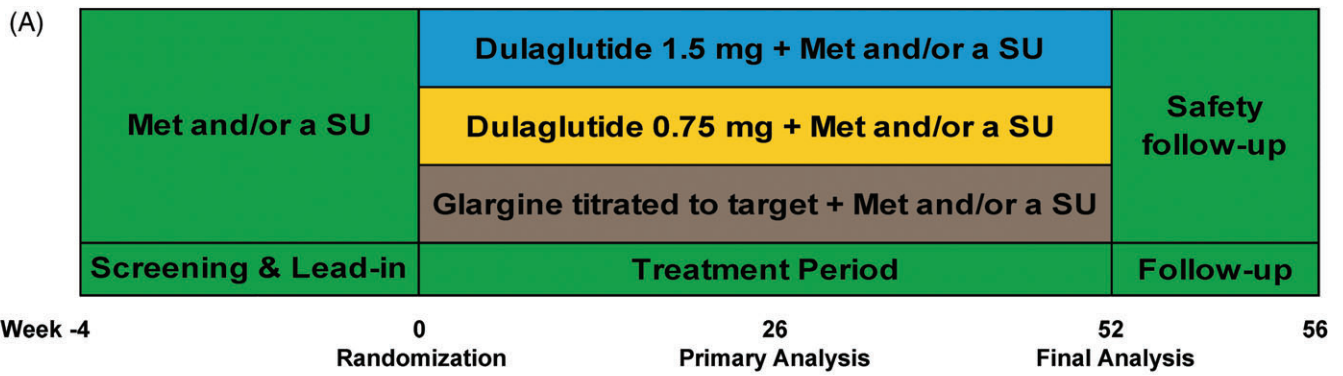 (A)
Met and/or a SU
Dulaglutide 1.5 mg + Met and/or a SU
Dulaglutide 0.75 mg + Met and/or a SU
Glargine titrated to target + Met and/or a SU
Safety
follow-up
Screening & Lead-in
Treatment Period
Follow-up
Week -4
0
26
52
56
Randomization
Primary Analysis
Final Analysis